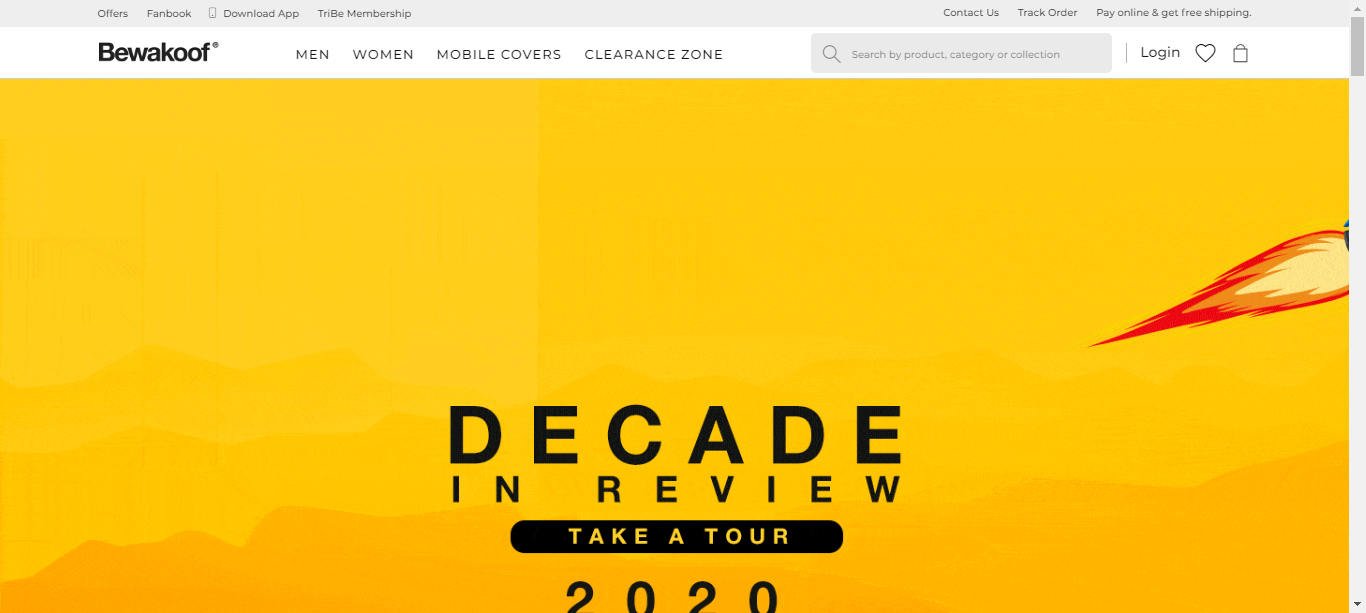 Offers Fanbook Download App TriBe Membership Contact Us Track Order Pay online & get free shipping.
Bewakoof® MEN WOMEN MOBILE COVERS CLEARANCE ZONE Search by product, category or collection Login
DECADE
IN REVIEW
TAKE A TOUR
2020